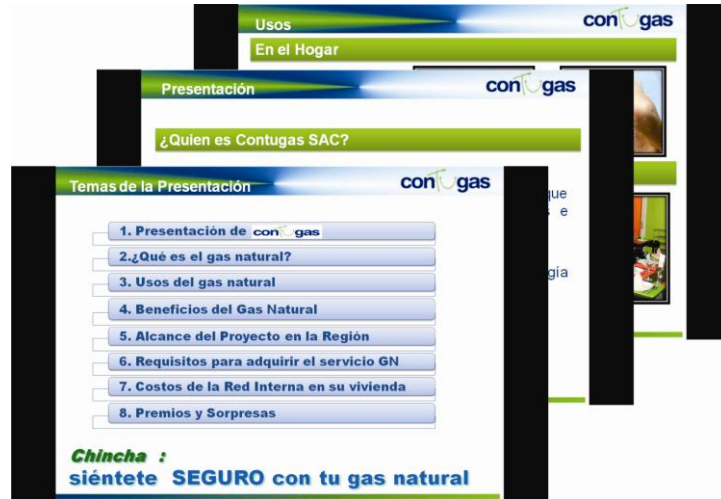 Usos
conTugas
En el Hogar
Presentación
conTugas
¿Quien es Contugas SAC?
que
e
gía
Temas de la Presentación
conTugas
1. Presentación de conTugas
2.¿Qué es el gas natural?
3. Usos del gas natural
4. Beneficios del Gas Natural
5. Alcance del Proyecto en la Región
6. Requisitos para adquirir el servicio GN
7. Costos de la Red Interna en su vivienda
8. Premios y Sorpresas
Chincha :
siéntete SEGURO con tu gas natural